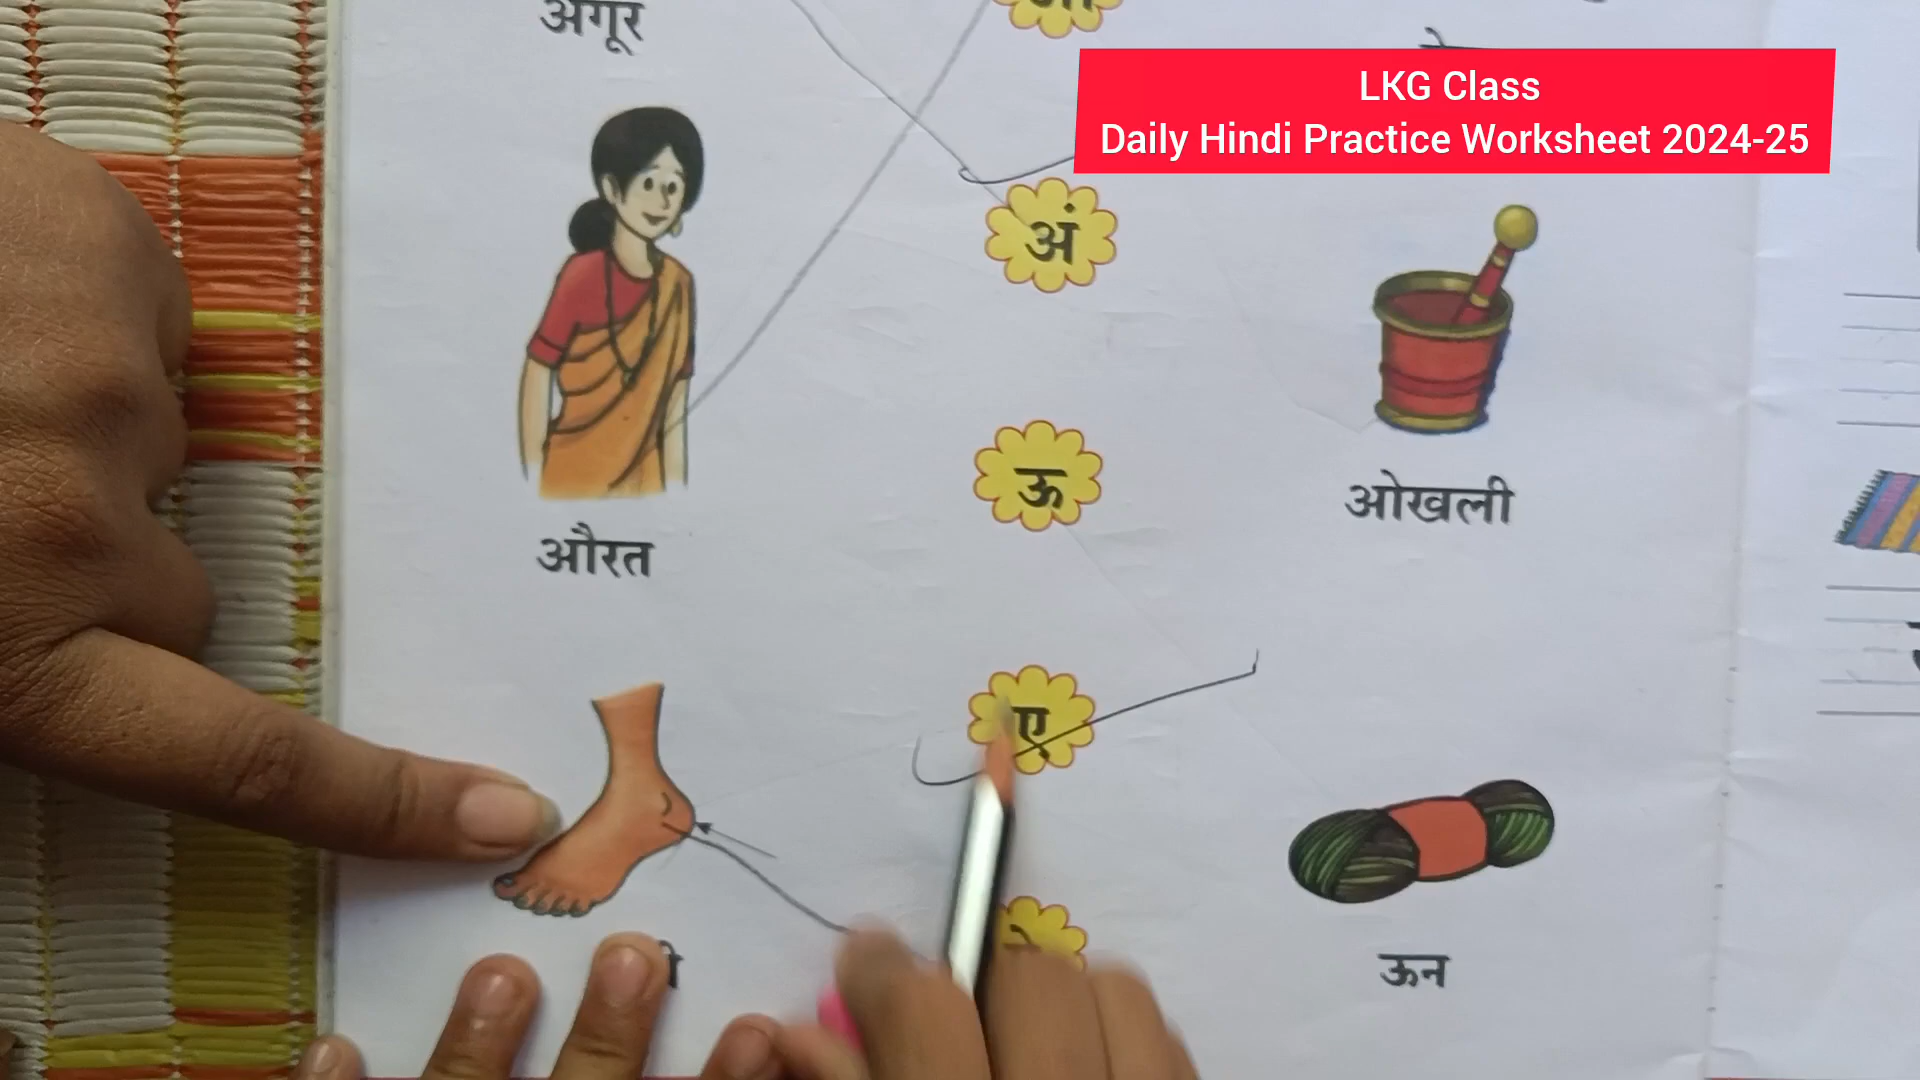 अंगूर
LKG Class
Daily Hindi Practice Worksheet 2024-25
अं
ऊ
ओखली
औरत
ए
ऊन